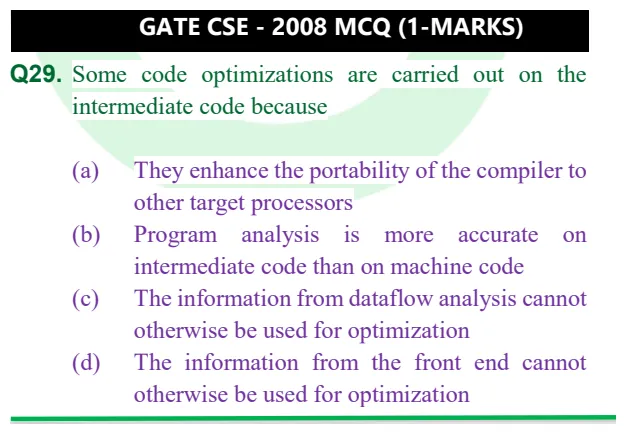 GATE CSE - 2008 MCQ (1-MARKS)
Q29. Some code optimizations are carried out on the
intermediate code because
(a) They enhance the portability of the compiler to
other target processors
(b) Program analysis is more accurate on
intermediate code than on machine code
(c) The information from dataflow analysis cannot
otherwise be used for optimization
(d) The information from the front end cannot
otherwise be used for optimization